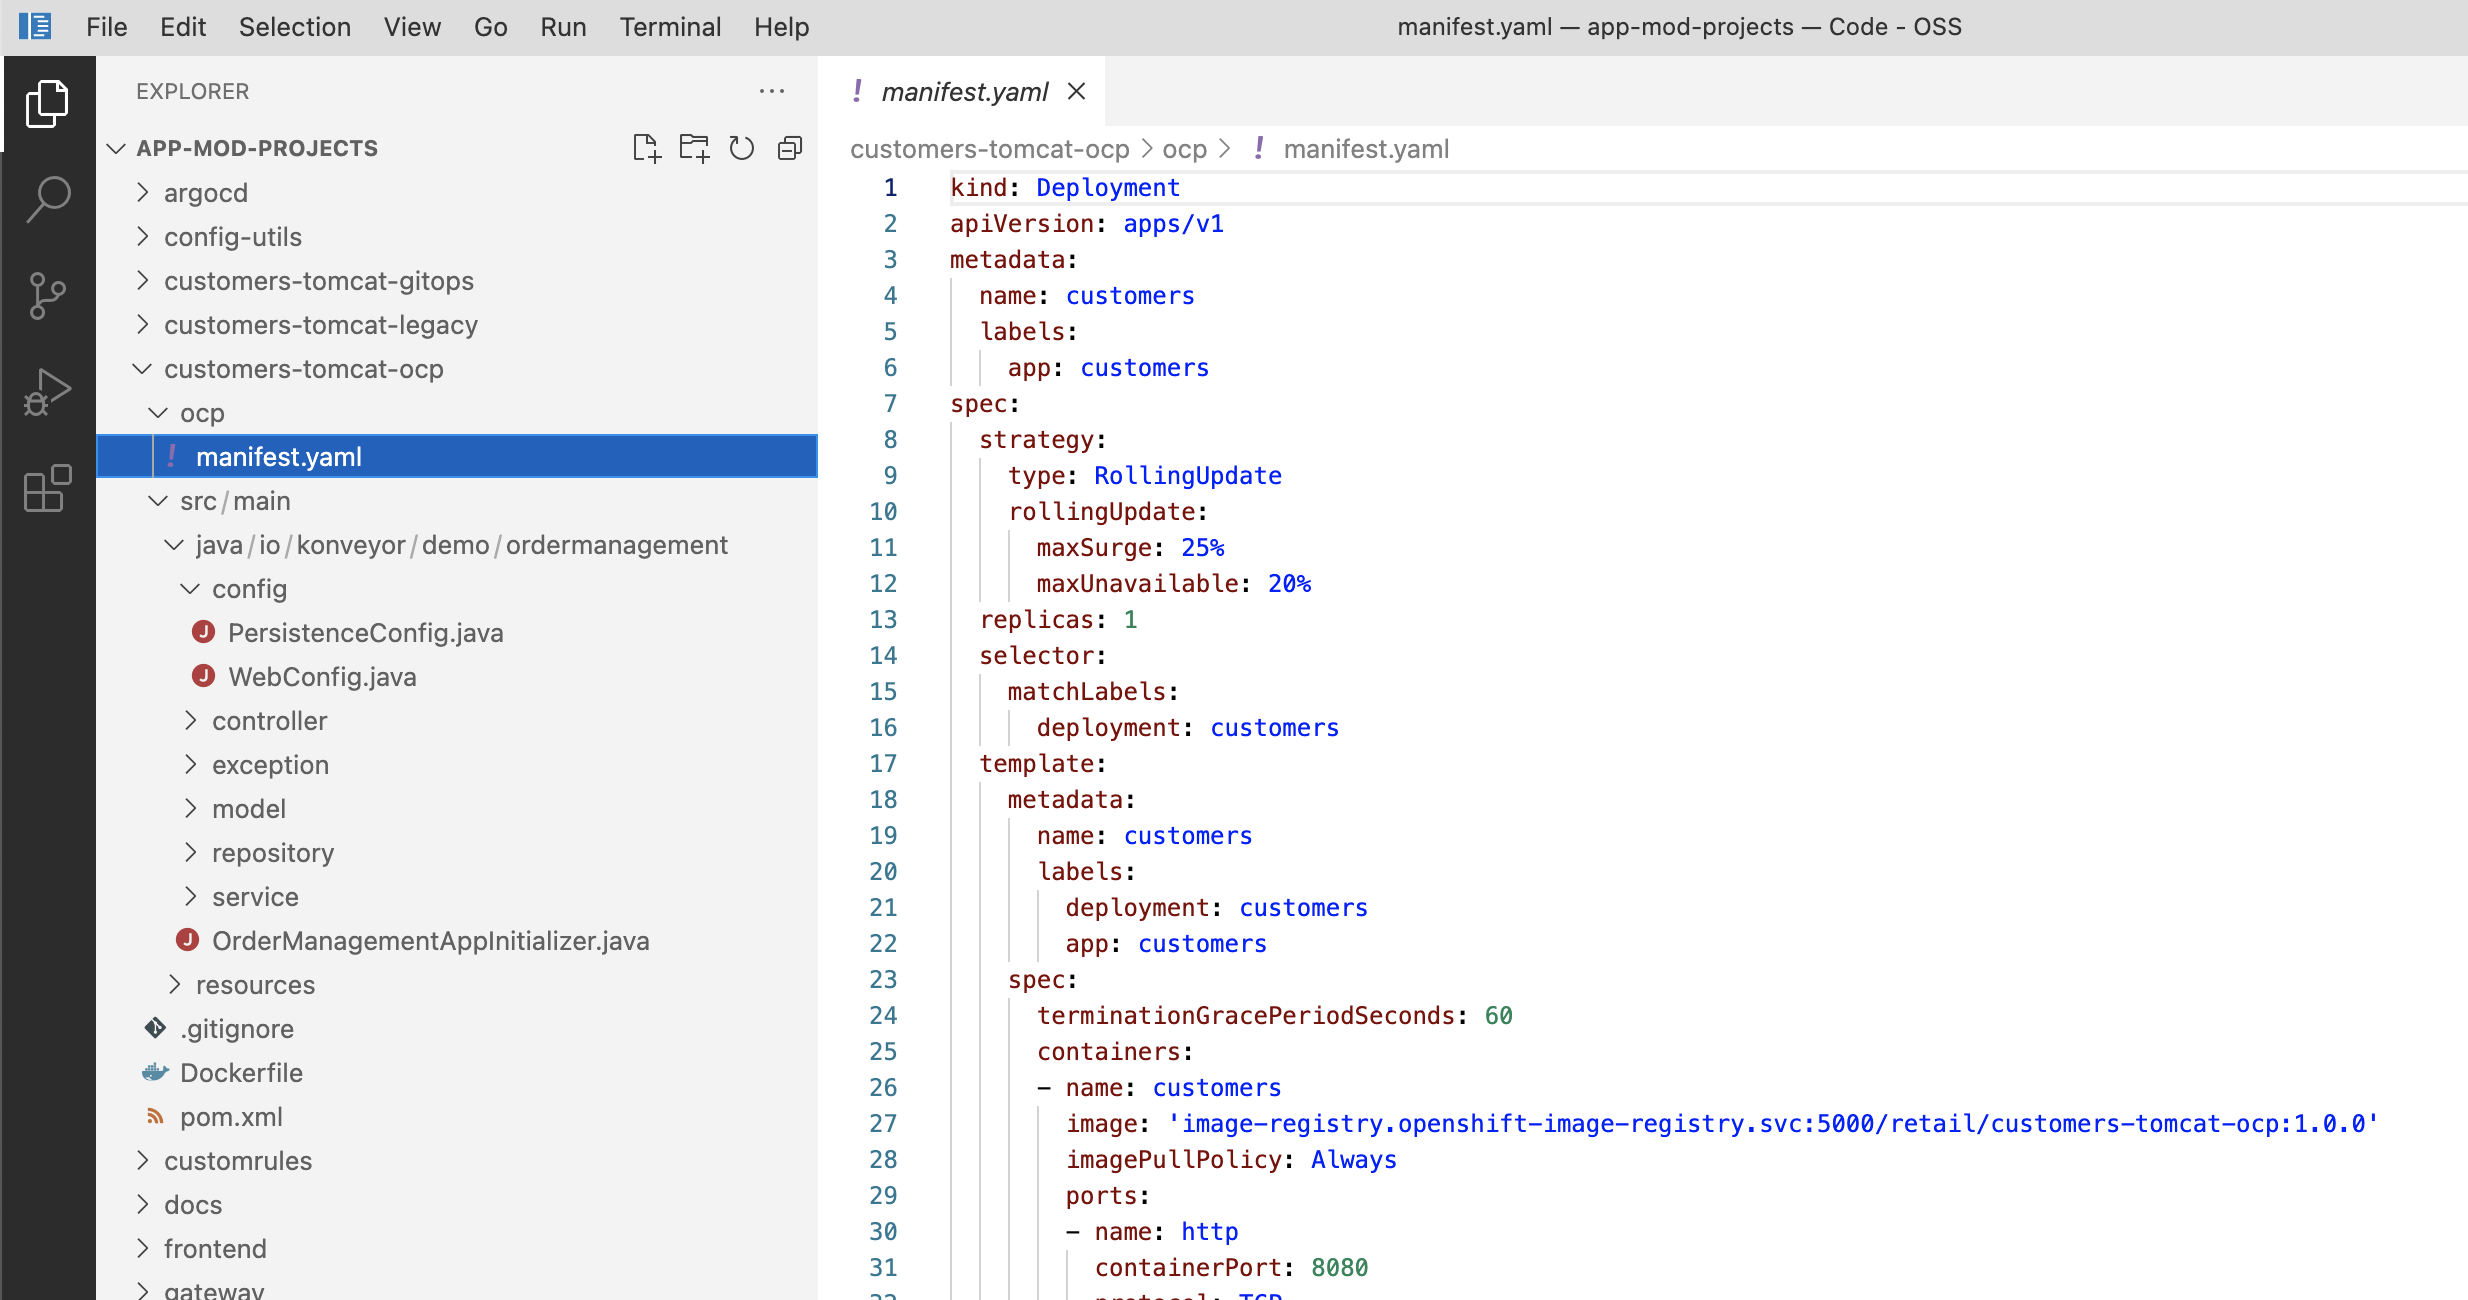 File Edit Selection View Go Run Terminal Help
manifest.yaml — app-mod-projects — Code - OSS
EXPLORER
APP-MOD-PROJECTS
argocd
config-utils
customers-tomcat-gitops
customers-tomcat-legacy
customers-tomcat-ocp
ocp
! manifest.yaml
src/main
java/io/konveyor/demo/ordermanagement
config
J PersistenceConfig.java
J WebConfig.java
controller
exception
model
repository
service
J OrderManagementAppInitializer.java
resources
.gitignore
Dockerfile
pom.xml
customrules
docs
frontend
gateway
! manifest.yaml
customers-tomcat-ocp > ocp > ! manifest.yaml
1 kind: Deployment
2 apiVersion: apps/v1
3 metadata:
4   name: customers
5   labels:
6     app: customers
7 spec:
8   strategy:
9     type: RollingUpdate
10     rollingUpdate:
11       maxSurge: 25%
12       maxUnavailable: 20%
13   replicas: 1
14   selector:
15     matchLabels:
16       deployment: customers
17   template:
18     metadata:
19       name: customers
20       labels:
21         deployment: customers
22         app: customers
23     spec:
24       terminationGracePeriodSeconds: 60
25       containers:
26       - name: customers
27         image: 'image-registry.openshift-image-registry.svc:5000/retail/customers-tomcat-ocp:1.0.0'
28         imagePullPolicy: Always
29         ports:
30         - name: http
31           containerPort: 8080
32           protocol: TCP